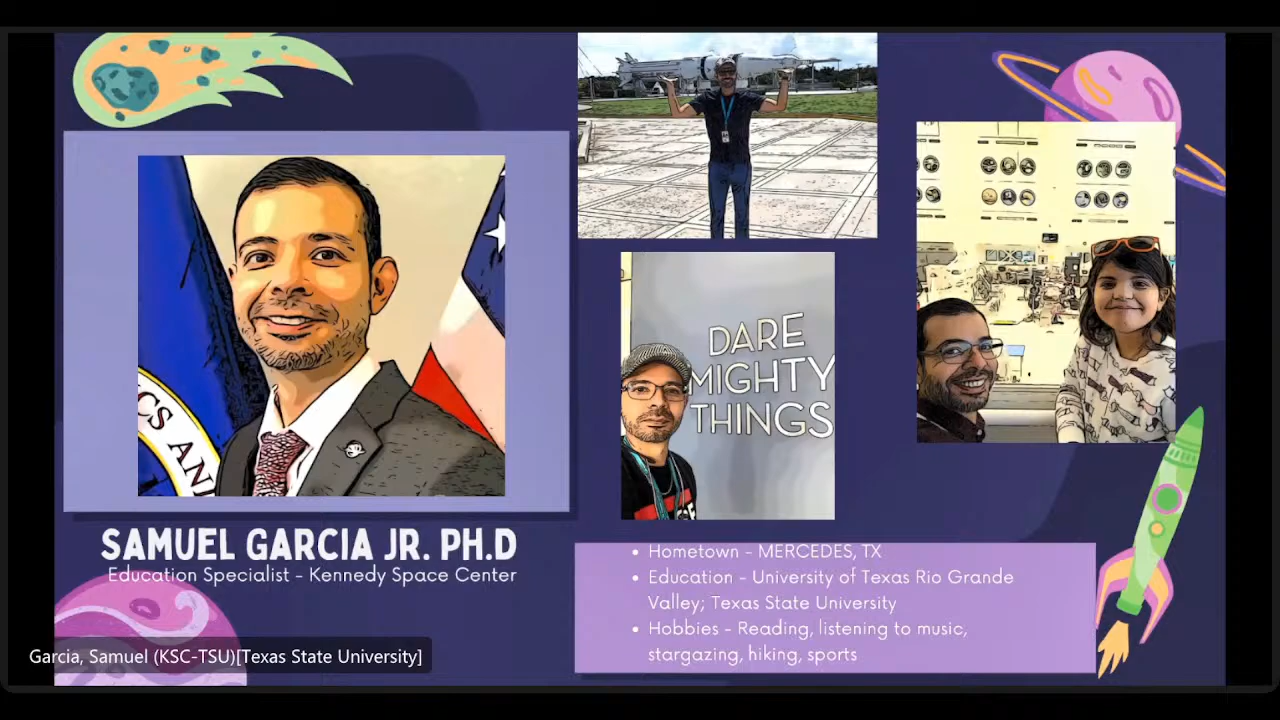 CS AN
DARE
MIGHTY
THINGS
SAMUEL GARCIA JR. PH.D
Education Specialist - Kennedy Space Center
• Hometown - MERCEDES, TX
• Education - University of Texas Rio Grande
Valley; Texas State University
• Hobbies - Reading, listening to music,
stargazing, hiking, sports
Garcia, Samuel (KSC-TSU)[Texas State University]